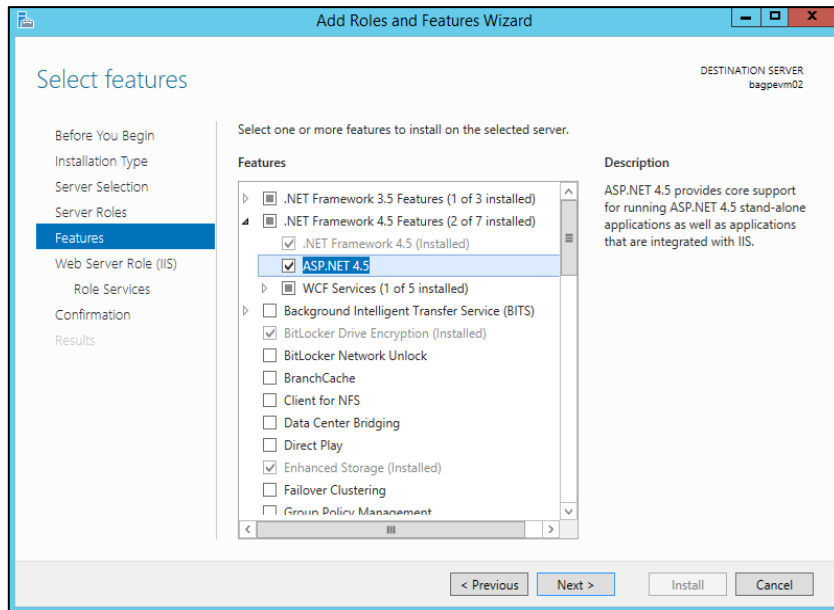 Add Roles and Features Wizard
Select features
DESTINATION SERVER
bagpevm02
Before You Begin
Installation Type
Server Selection
Server Roles
Features
Web Server Role (IIS)
Role Services
Confirmation
Results
Select one or more features to install on the selected server.
Features
.NET Framework 3.5 Features (1 of 3 installed)
.NET Framework 4.5 Features (2 of 7 installed)
.NET Framework 4.5 (Installed)
ASP.NET 4.5
WCF Services (1 of 5 installed)
Background Intelligent Transfer Service (BITS)
BitLocker Drive Encryption (Installed)
BitLocker Network Unlock
BranchCache
Client for NFS
Data Center Bridging
Direct Play
Enhanced Storage (Installed)
Failover Clustering
Group Policy Management
Description
ASP.NET 4.5 provides core support
for running ASP.NET 4.5 stand-alone
applications as well as applications
that are integrated with IIS.
< Previous
Next >
Install
Cancel